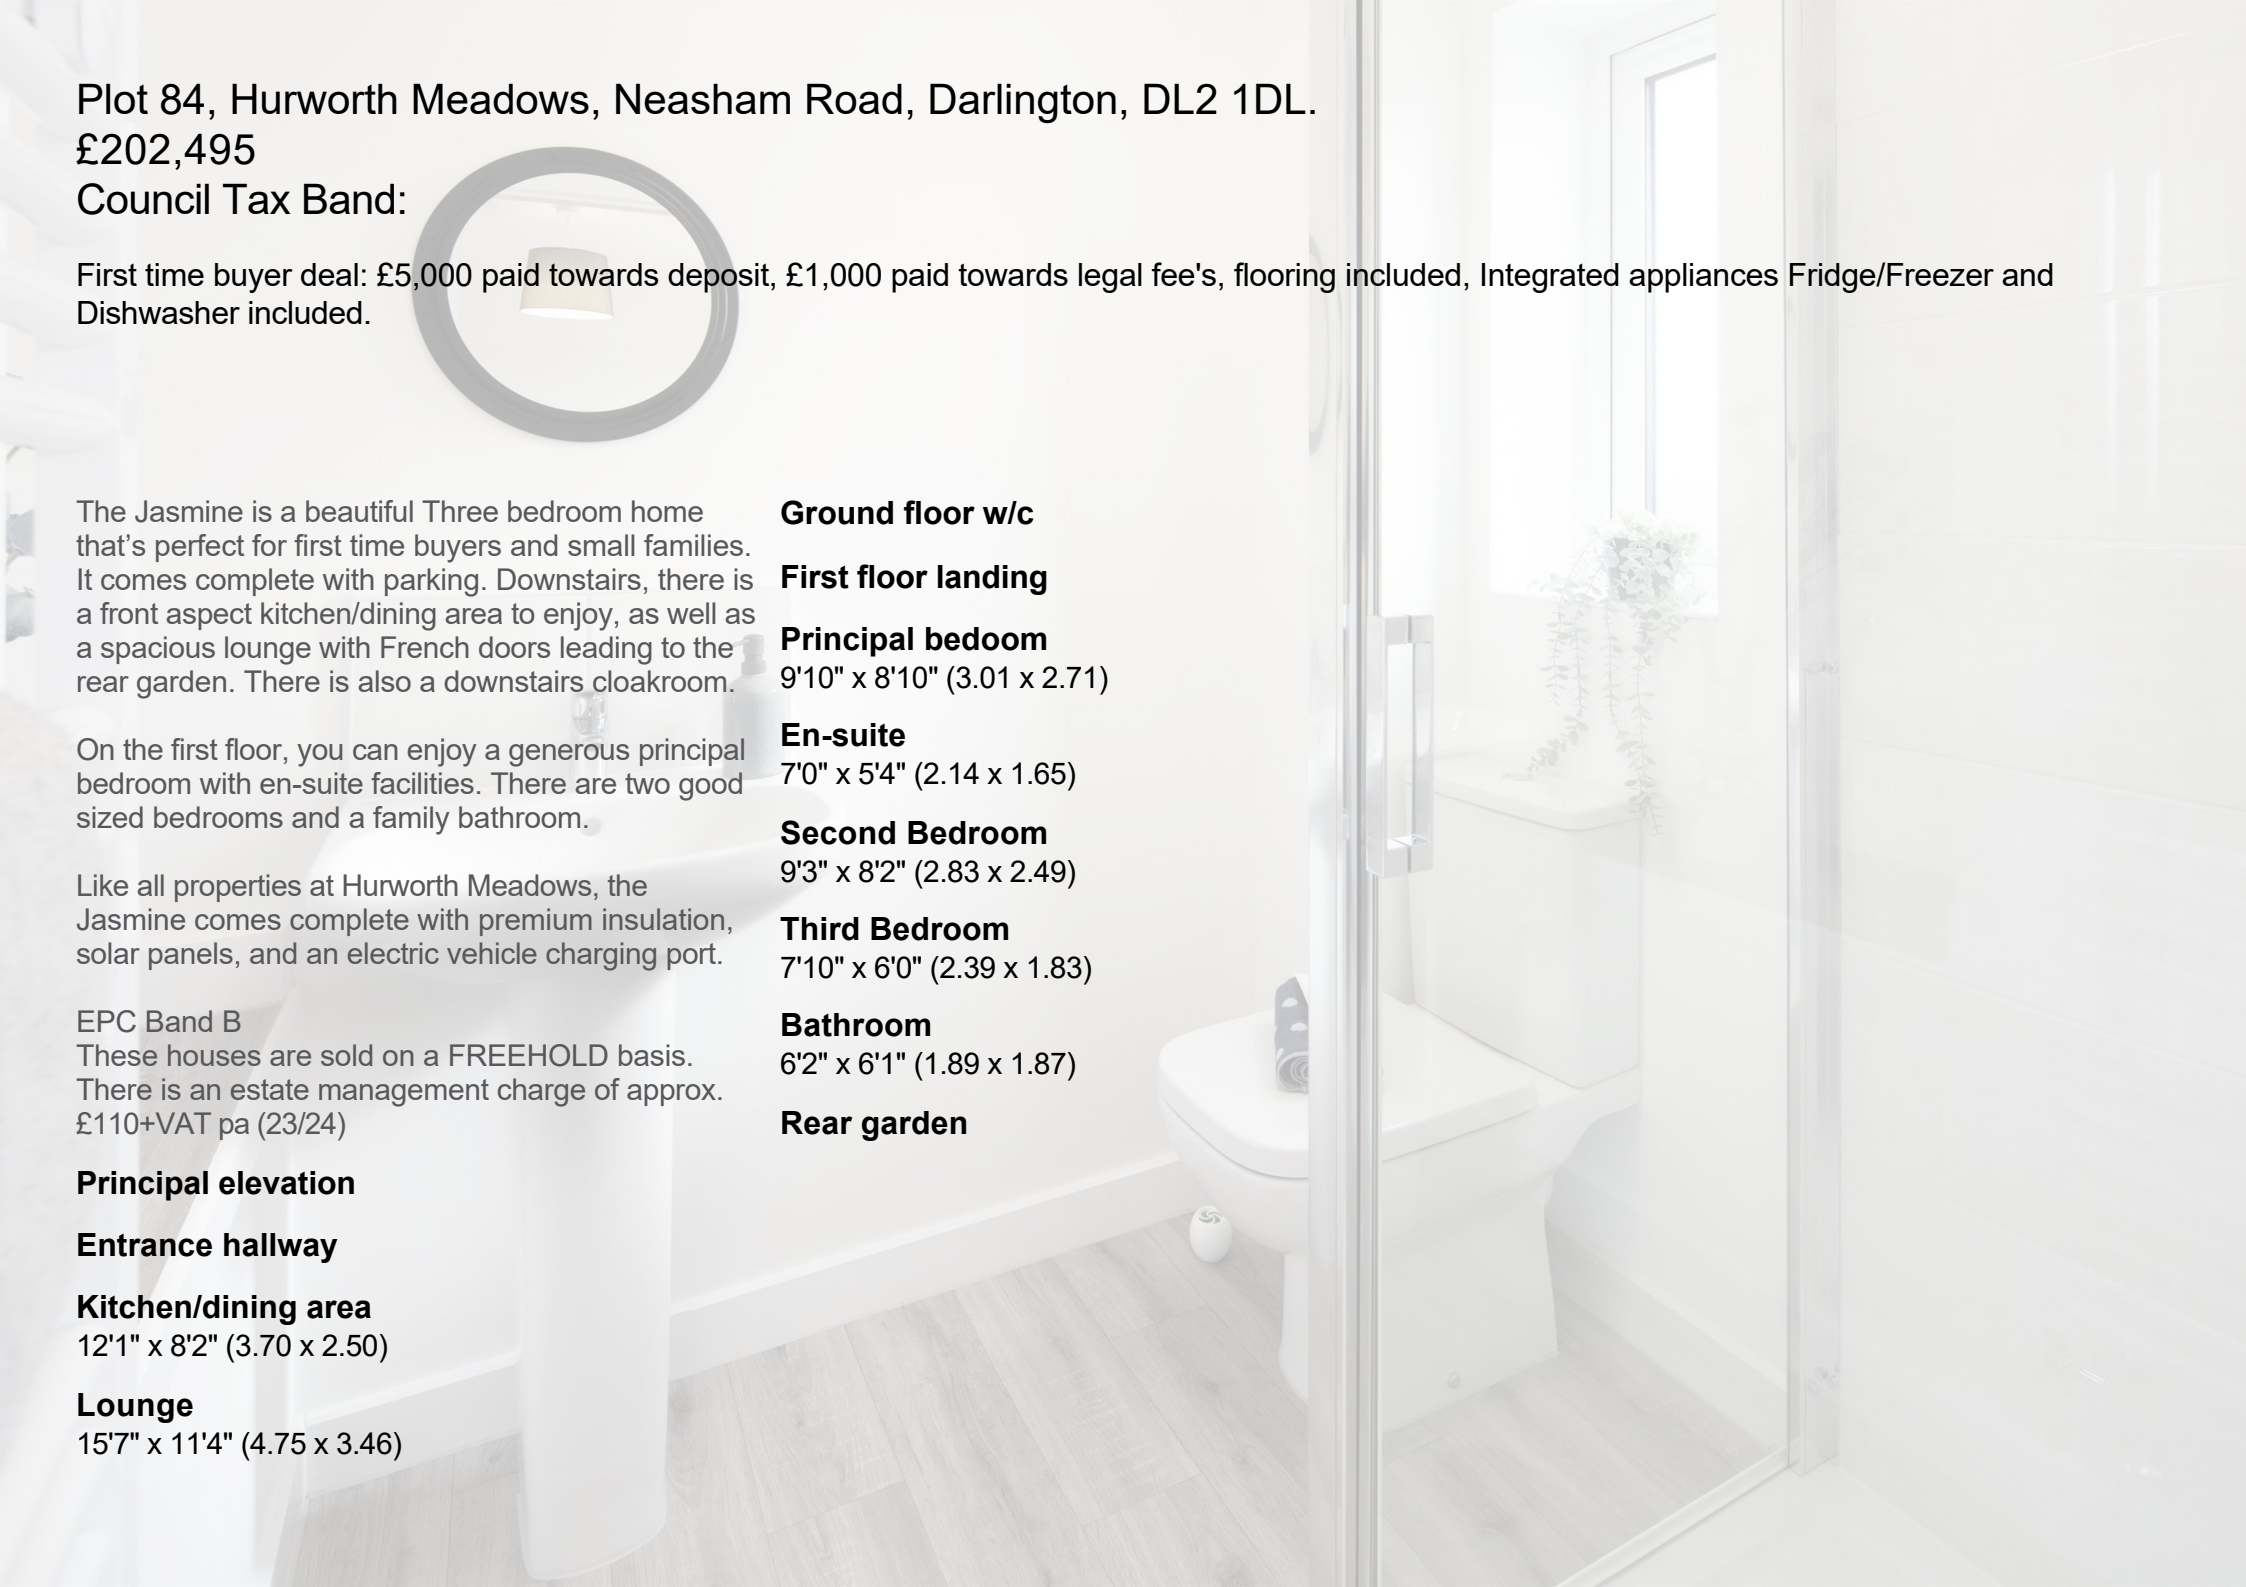 Plot 84, Hurworth Meadows, Neasham Road, Darlington, DL2 1DL.
£202,495
Council Tax Band:
First time buyer deal: £5,000 paid towards deposit, £1,000 paid towards legal fee's, flooring included, Integrated appliances Fridge/Freezer and
Dishwasher included.
The Jasmine is a beautiful Three bedroom home
that’s perfect for first time buyers and small families.
It comes complete with parking. Downstairs, there is
a front aspect kitchen/dining area to enjoy, as well as
a spacious lounge with French doors leading to the
rear garden. There is also a downstairs cloakroom.
On the first floor, you can enjoy a generous principal
bedroom with en-suite facilities. There are two good
sized bedrooms and a family bathroom.
Like all properties at Hurworth Meadows, the
Jasmine comes complete with premium insulation,
solar panels, and an electric vehicle charging port.
EPC Band B
These houses are sold on a FREEHOLD basis.
There is an estate management charge of approx.
£110+VAT pa (23/24)
Principal elevation
Entrance hallway
Kitchen/dining area
12'1" x 8'2" (3.70 x 2.50)
Lounge
15'7" x 11'4" (4.75 x 3.46)
Ground floor w/c
First floor landing
Principal bedoom
9'10" x 8'10" (3.01 x 2.71)
En-suite
7'0" x 5'4" (2.14 x 1.65)
Second Bedroom
9'3" x 8'2" (2.83 x 2.49)
Third Bedroom
7'10" x 6'0" (2.39 x 1.83)
Bathroom
6'2" x 6'1" (1.89 x 1.87)
Rear garden